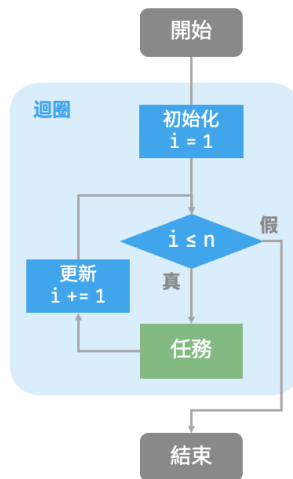 開始
迴圈
初始化
i = 1
i ≤ n
假
真
更新
i += 1
任務
結束